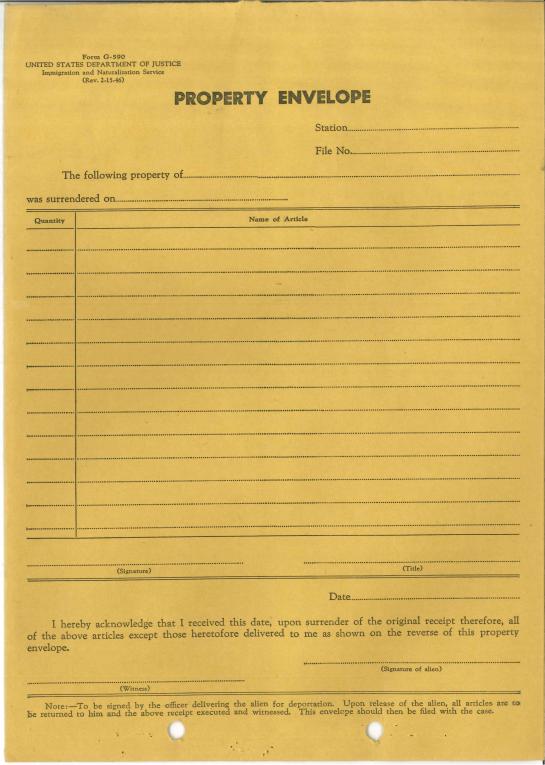 Form G-590
UNITED STATES DEPARTMENT OF JUSTICE
Immigration and Naturalization Service
(Rev. 2-15-46)
PROPERTY ENVELOPE
Station
File No.
The following property of
was surrendered on
Quantity Name of Article
(Signature) (Title)
Date
I hereby acknowledge that I received this date, upon surrender of the original receipt therefore, all
of the above articles except those heretofore delivered to me as shown on the reverse of this property
envelope.
(Signature of alien)
(Witness)
Note:—To be signed by the officer delivering the alien for deportation. Upon release of the alien, all articles are to
be returned to him and the above receipt executed and witnessed. This envelope should then be filed with the case.